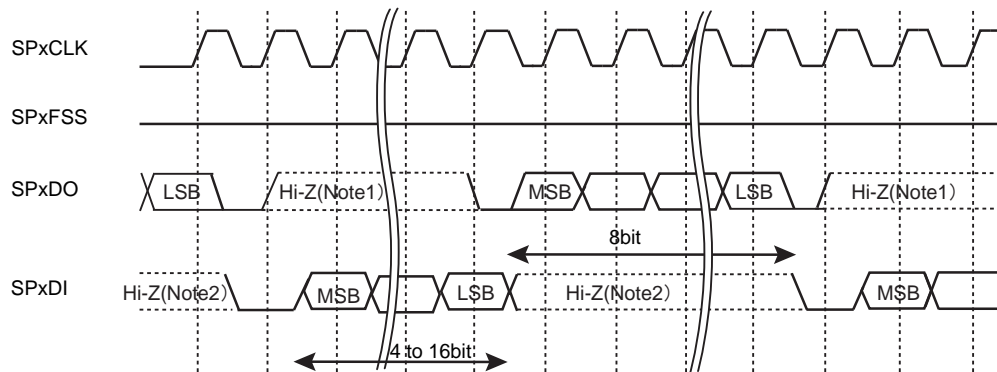 SPxCLK
SPxFSS
SPxDO
LSB
Hi-Z(Note1)
MSB
LSB
Hi-Z(Note1)
8bit
SPxDI
Hi-Z(Note2)
MSB
LSB
Hi-Z(Note2)
MSB
4 to 16bit